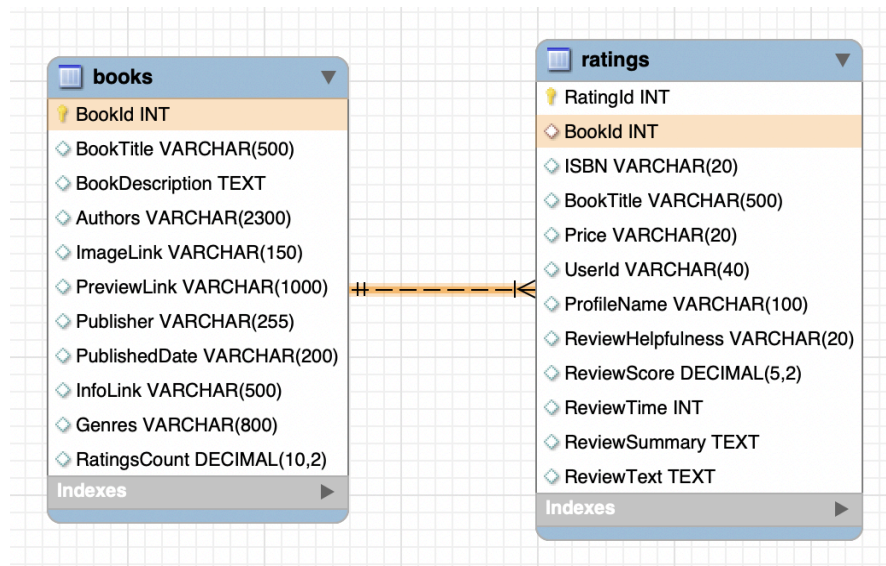 books
BookId INT
BookTitle VARCHAR(500)
BookDescription TEXT
Authors VARCHAR(2300)
ImageLink VARCHAR(150)
PreviewLink VARCHAR(1000)
Publisher VARCHAR(255)
PublishedDate VARCHAR(200)
InfoLink VARCHAR(500)
Genres VARCHAR(800)
RatingsCount DECIMAL(10,2)
Indexes
ratings
RatingId INT
BookId INT
ISBN VARCHAR(20)
BookTitle VARCHAR(500)
Price VARCHAR(20)
UserId VARCHAR(40)
ProfileName VARCHAR(100)
ReviewHelpfulness VARCHAR(20)
ReviewScore DECIMAL(5,2)
ReviewTime INT
ReviewSummary TEXT
ReviewText TEXT
Indexes